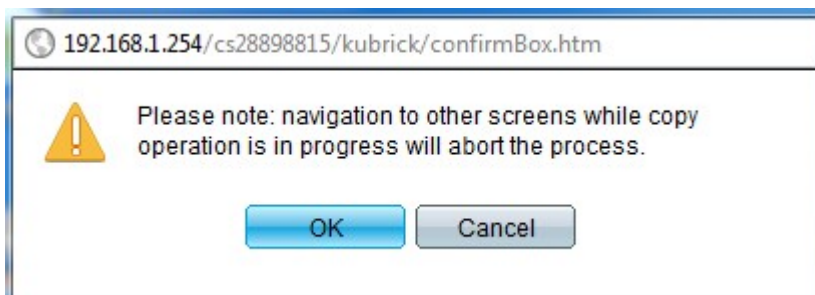 192.168.1.254/cs28898815/kubrick/confirmBox.htm
Please note: navigation to other screens while copy
operation is in progress will abort the process.
OK Cancel